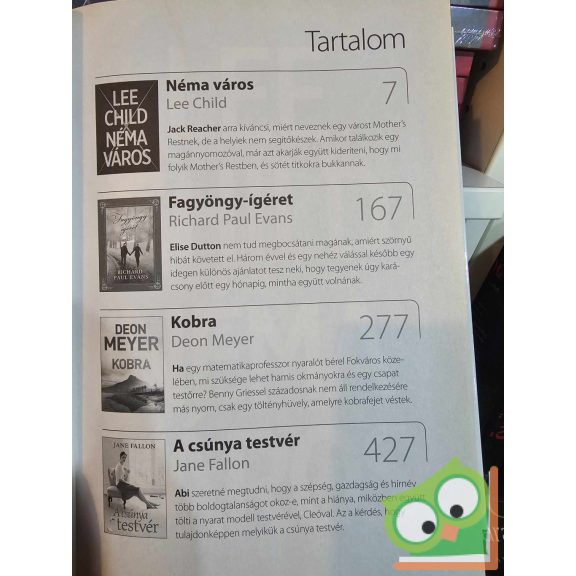 Tartalom
LEE
CHILD
NÉMA
VÁROS
Néma város
7
Lee Child
Jack Reacher arra kíváncsi, miért neveznek egy várost Mother's
Restnek, de a helyiek nem segítőkészek. Amikor találkozik egy
magánnyomozóval, már azt akarják együtt kideríteni, hogy mi
folyik Mother's Restben, és sötét titkokra bukkannak.
Fagyöngy-ígéret
RICHARD
PAUL EVANS
Fagyöngy-ígéret
167
Richard Paul Evans
Elise Dutton nem tud megbocsátani magának, amiért szörnyű
hibát követett el. Három évvel és egy nehéz válással később egy
idegen különös ajánlatot tesz neki, hogy tegyenek úgy kará-
csony előtt egy hónapig, mintha együtt volnának.
DEON
MEYER
KOBRA
Kobra
277
Deon Meyer
Ha egy matematikaprofesszor nyaralót bérel Fokváros köze-
lében, mi szüksége lehet hamis okmányokra és egy csapat
testőrre? Benny Griessel századosnak nem áll rendelkezésére
más nyom, csak egy töltényhüvely, amelyre kobrafejet véstek.
JANE FALLON
A csúnya
testvér
A csúnya testvér
427
Jane Fallon
Abi szeretné megtudni, hogy a szépség, gazdagság és hírnév
több boldogtalanságot okoz-e, mint a hiánya, miközben együtt
tölti a nyarat modell testvérével, Cleóval. Az a kérdés, hogy
tulajdonképpen melyikük a csúnya testvér.